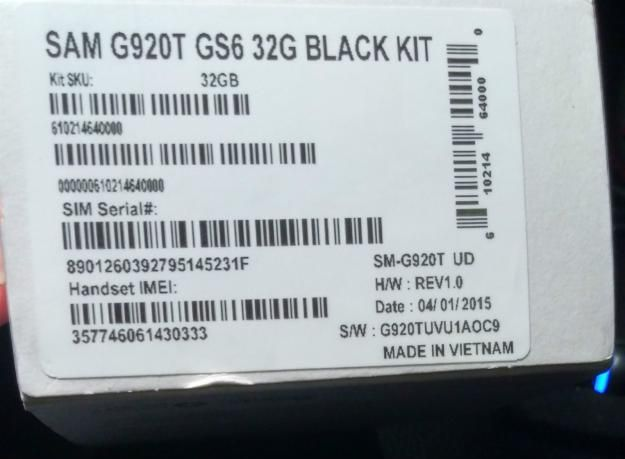 SAM G920T GS6 32G BLACK KIT
Kit SKU: 32GB
610214640000
000000610214640000
SIM Serial#:
8901260392795145231F
Handset IMEI:
357746061430333
SM-G920T UD
H/W : REV1.0
Date : 04/01/2015
S/W : G920TUVU1AOC9
MADE IN VIETNAM
6 10214 64000 0